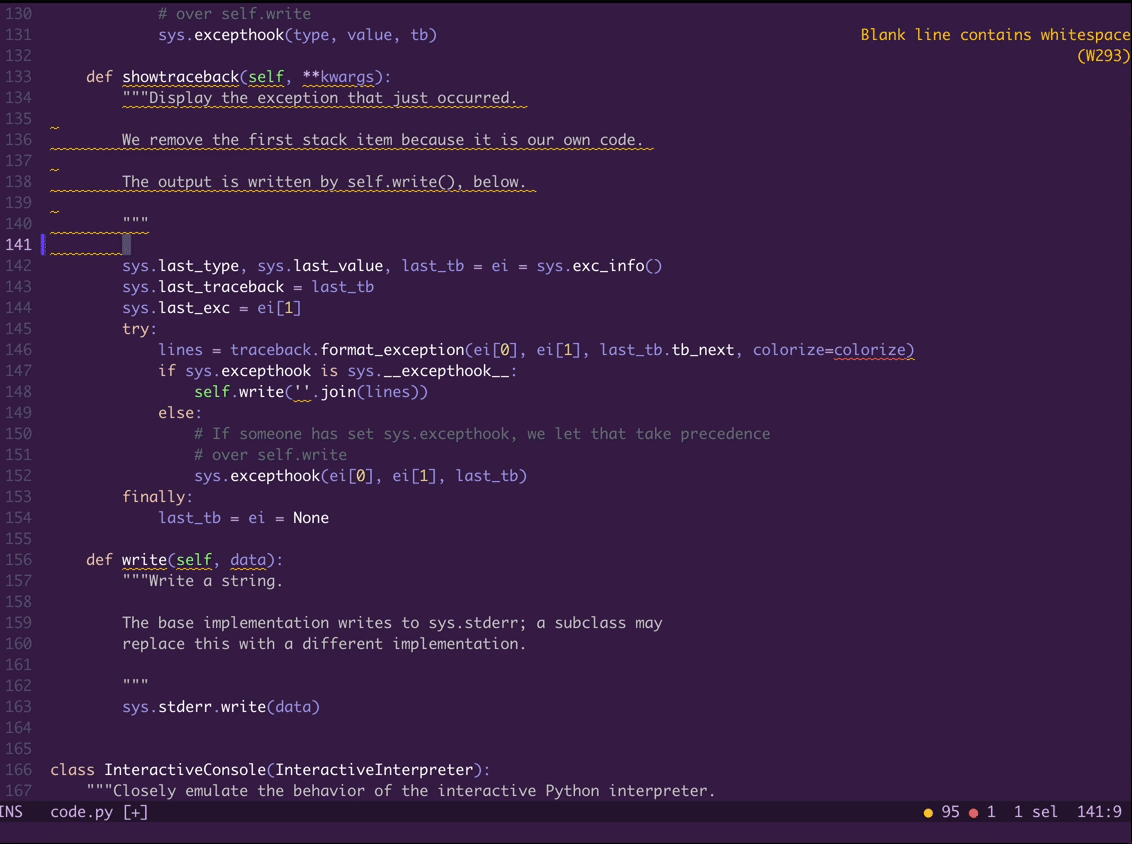 130 # over self.write
131 sys.excepthook(type, value, tb)
Blank line contains whitespace
132
(W293)
133 def showtraceback(self, **kwargs):
134 """Display the exception that just occurred.
135
136 We remove the first stack item because it is our own code.
137
138 The output is written by self.write(), below.
139
140 """
141
142 sys.last_type, sys.last_value, last_tb = ei = sys.exc_info()
143 sys.last_traceback = last_tb
144 sys.last_exc = ei[1]
145 try:
146 lines = traceback.format_exception(ei[0], ei[1], last_tb.tb_next, colorize=colorize)
147 if sys.excepthook is sys.__excepthook__:
148 self.write(''.join(lines))
149 else:
150 # If someone has set sys.excepthook, we let that take precedence
151 # over self.write
152 sys.excepthook(ei[0], ei[1], last_tb)
153 finally:
154 last_tb = ei = None
155
156 def write(self, data):
157 """Write a string.
158
159 The base implementation writes to sys.stderr; a subclass may
160 replace this with a different implementation.
161
162 """
163 sys.stderr.write(data)
164
165
166 class InteractiveConsole(InteractiveInterpreter):
167 """Closely emulate the behavior of the interactive Python interpreter.
INS code.py [+] ● 95 ● 1 1 sel 141:9